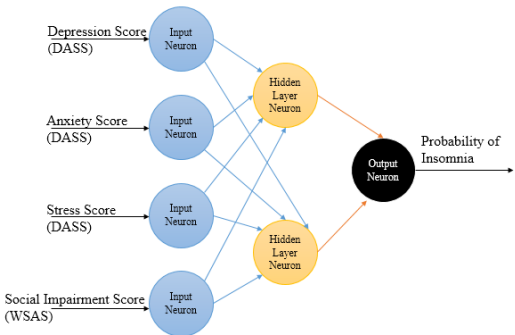 Depression Score
(DASS)
Input
Neuron
Anxiety Score
(DASS)
Input
Neuron
Stress Score
(DASS)
Input
Neuron
Social Impairment Score
(WSAS)
Input
Neuron
Hidden
Layer
Neuron
Hidden
Layer
Neuron
Output
Neuron
Probability of
Insomnia